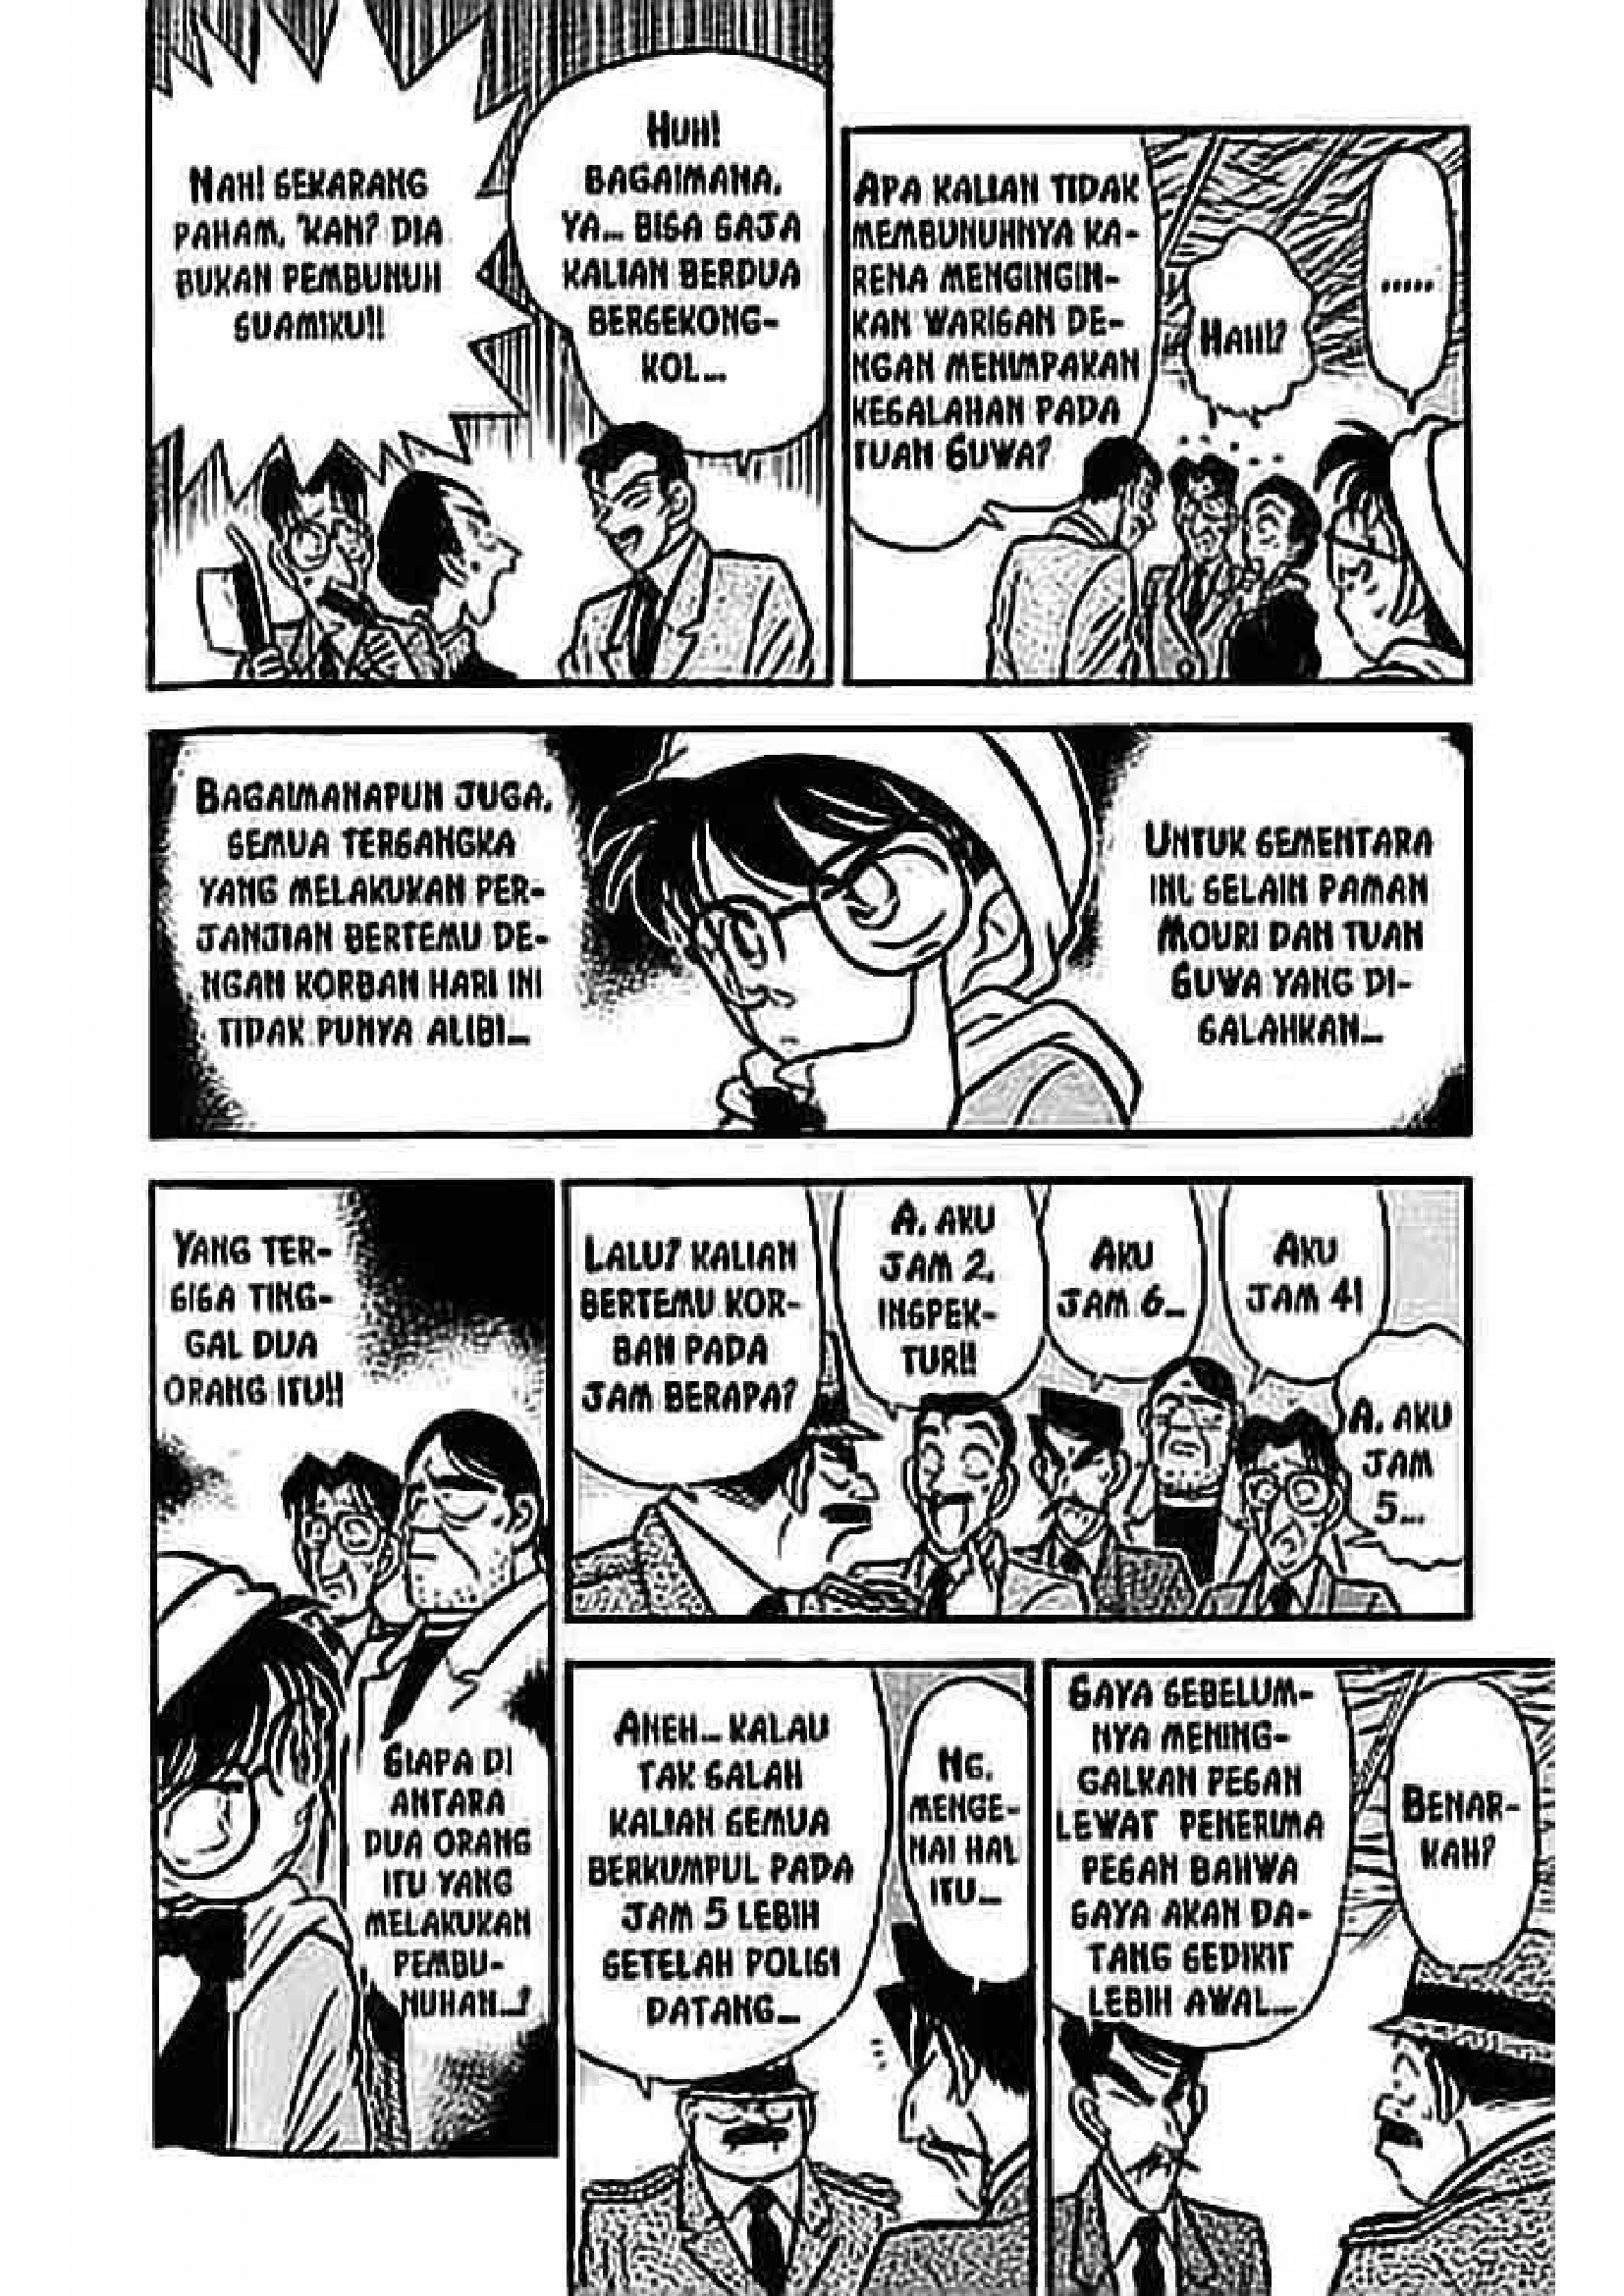 NAH! SEKARANG
PAHAM, 'KAN? DIA
BUKAN PEMBUNUH
SUAMIKU!!
HUH!
BAGAIMANA,
YA... BISA SAJA
KALIAN BERDUA
BERSEKONG-
KOL...
APA KALIAN TIDAK
MEMBUNUHNYA KA-
RENA MENGINGIN-
KAN WARISAN DE-
NGAN MENIMPAKAN
KESALAHAN PADA
TUAN SUWA?
HAH!?
.....
BAGAIMANAPUN JUGA,
SEMUA TERSANGKA
YANG MELAKUKAN PER-
JANJIAN BERTEMU DE-
NGAN KORBAN HARI INI
TIDAK PUNYA ALIBI...
UNTUK SEMENTARA
INI, SELAIN PAMAN
MOURI DAN TUAN
SUWA YANG DI-
SALAHKAN...
YANG TER-
SISA TING-
GAL DUA
ORANG ITU!!
SIAPA DI
ANTARA
DUA ORANG
ITU YANG
MELAKUKAN
PEMBU-
NUHAN...?
LALU? KALIAN
BERTEMU KOR-
BAN PADA
JAM BERAPA?
A, AKU
JAM 2,
INSPEK-
TUR!!
AKU
JAM 6...
AKU
JAM 4!
A, AKU
JAM
5...
ANEH... KALAU
TAK SALAH
KALIAN SEMUA
BERKUMPUL PADA
JAM 5 LEBIH
SETELAH POLISI
DATANG...
NG,
MENGE-
NAI HAL
ITU...
SAYA SEBELUM-
NYA MENING-
GALKAN PESAN
LEWAT PENERIMA
PESAN BAHWA
SAYA AKAN DA-
TANG SEDIKIT
LEBIH AWAL...
BENAR-
KAH?